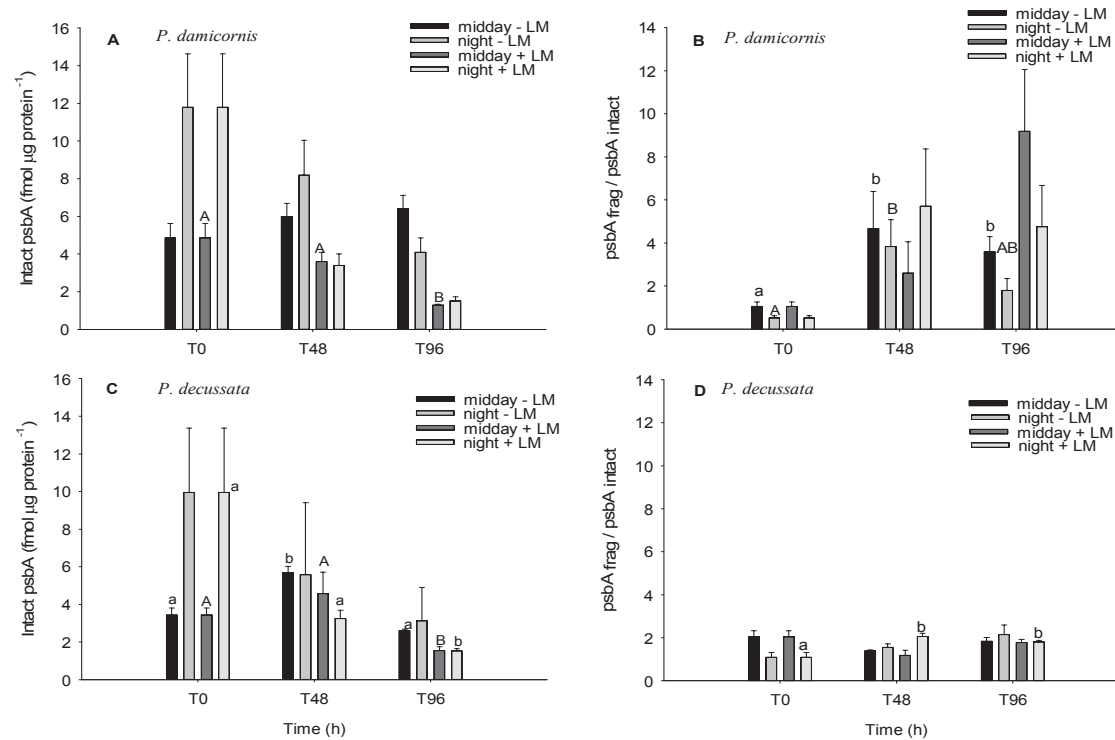 A P. damicornis
midday - LM
night - LM
midday + LM
night + LM
Intact psbA (fmol µg protein⁻¹)
16
14
12
10
8
6
4
2
0
A
A
B
T0 T48 T96
B P. damicornis
midday - LM
night - LM
midday + LM
night + LM
psbA frag / psbA intact
14
12
10
8
6
4
2
0
a
A
b
B
b
AB
T0 T48 T96
C P. decussata
midday - LM
night - LM
midday + LM
night + LM
Intact psbA (fmol µg protein⁻¹)
16
14
12
10
8
6
4
2
0
a
A
a
b
A
a
a
B
b
T0 T48 T96
Time (h)
D P. decussata
midday - LM
night - LM
midday + LM
night + LM
psbA frag / psbA intact
14
12
10
8
6
4
2
0
a
b
b
T0 T48 T96
Time (h)